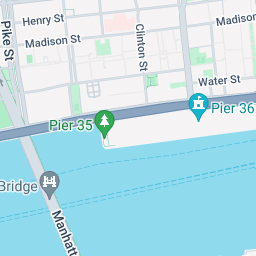 Henry St
Madison St
Madison
Pike St
Clinton St
Water St
Pier 35
Pier 36
Bridge
Manhatt